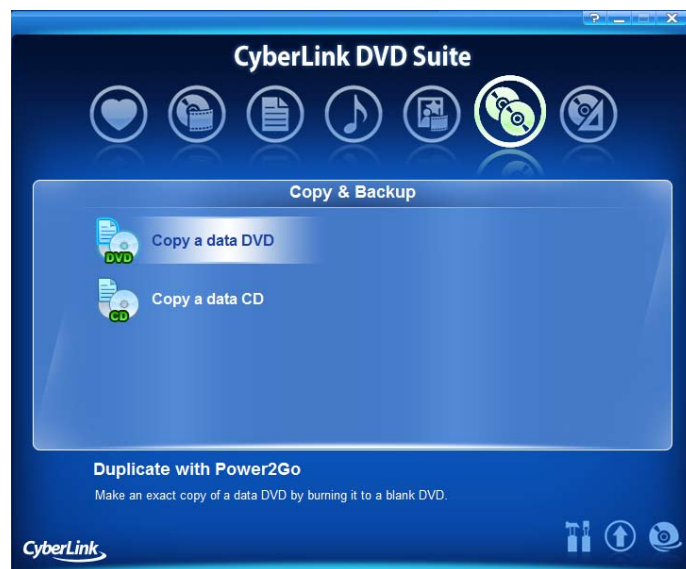 CyberLink DVD Suite
Copy & Backup
DVD
Copy a data DVD
CD
Copy a data CD
Duplicate with Power2Go
Make an exact copy of a data DVD by burning it to a blank DVD.
CyberLink